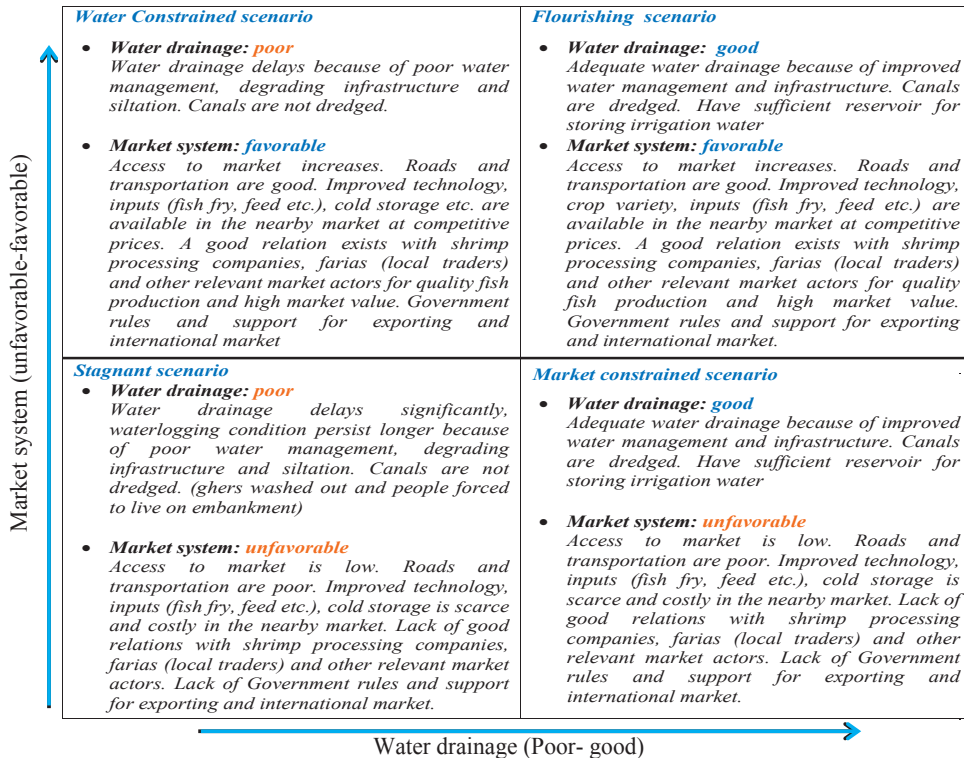 Water Constrained scenario
• Water drainage: poor
Water drainage delays because of poor water
management, degrading infrastructure and
siltation. Canals are not dredged.
• Market system: favorable
Access to market increases. Roads and
transportation are good. Improved technology,
inputs (fish fry, feed etc.), cold storage etc. are
available in the nearby market at competitive
prices. A good relation exists with shrimp
processing companies, farias (local traders)
and other relevant market actors for quality fish
production and high market value. Government
rules and support for exporting and
international market
Flourishing scenario
• Water drainage: good
Adequate water drainage because of improved
water management and infrastructure. Canals
are dredged. Have sufficient reservoir for
storing irrigation water
• Market system: favorable
Access to market increases. Roads and
transportation are good. Improved technology,
crop variety, inputs (fish fry, feed etc.) are
available in the nearby market at competitive
prices. A good relation exists with shrimp
processing companies, farias (local traders)
and other relevant market actors for quality
fish production and high market value.
Government rules and support for exporting
and international market.
Stagnant scenario
• Water drainage: poor
Water drainage delays significantly,
waterlogging condition persist longer because
of poor water management, degrading
infrastructure and siltation. Canals are not
dredged. (ghers washed out and people forced
to live on embankment)
• Market system: unfavorable
Access to market is low. Roads and
transportation are poor. Improved technology,
inputs (fish fry, feed etc.), cold storage is scarce
and costly in the nearby market. Lack of good
relations with shrimp processing companies,
farias (local traders) and other relevant market
actors. Lack of Government rules and support
for exporting and international market.
Market constrained scenario
• Water drainage: good
Adequate water drainage because of improved
water management and infrastructure. Canals
are dredged. Have sufficient reservoir for
storing irrigation water
• Market system: unfavorable
Access to market is low. Roads and
transportation are poor. Improved technology,
inputs (fish fry, feed etc.), cold storage is
scarce and costly in the nearby market. Lack of
good relations with shrimp processing
companies, farias (local traders) and other
relevant market actors. Lack of Government
rules and support for exporting and
international market.
Market system (unfavorable-favorable)
Water drainage (Poor- good)